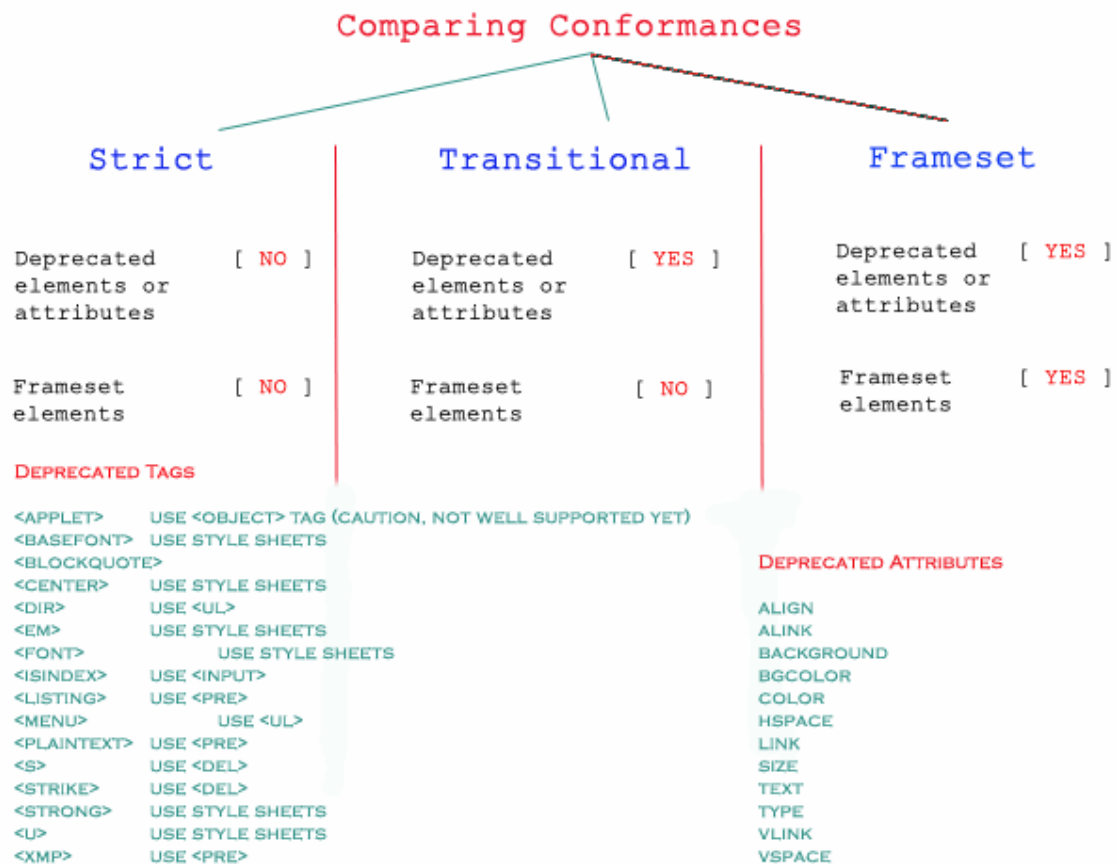 Comparing Conformances
Strict
Deprecated [ NO ]
elements or
attributes
Frameset [ NO ]
elements
Transitional
Deprecated [ YES ]
elements or
attributes
Frameset [ NO ]
elements
Frameset
Deprecated [ YES ]
elements or
attributes
Frameset [ YES ]
elements
DEPRECATED TAGS
<APPLET> USE <OBJECT> TAG (CAUTION, NOT WELL SUPPORTED YET)
<BASEFONT> USE STYLE SHEETS
<BLOCKQUOTE>
<CENTER> USE STYLE SHEETS
<DIR> USE <UL>
<EM> USE STYLE SHEETS
<FONT> USE STYLE SHEETS
<ISINDEX> USE <INPUT>
<LISTING> USE <PRE>
<MENU> USE <UL>
<PLAINTEXT> USE <PRE>
<S> USE <DEL>
<STRIKE> USE <DEL>
<STRONG> USE STYLE SHEETS
<U> USE STYLE SHEETS
<XMP> USE <PRE>
DEPRECATED ATTRIBUTES
ALIGN
ALINK
BACKGROUND
BGCOLOR
COLOR
HSPACE
LINK
SIZE
TEXT
TYPE
VLINK
VSPACE